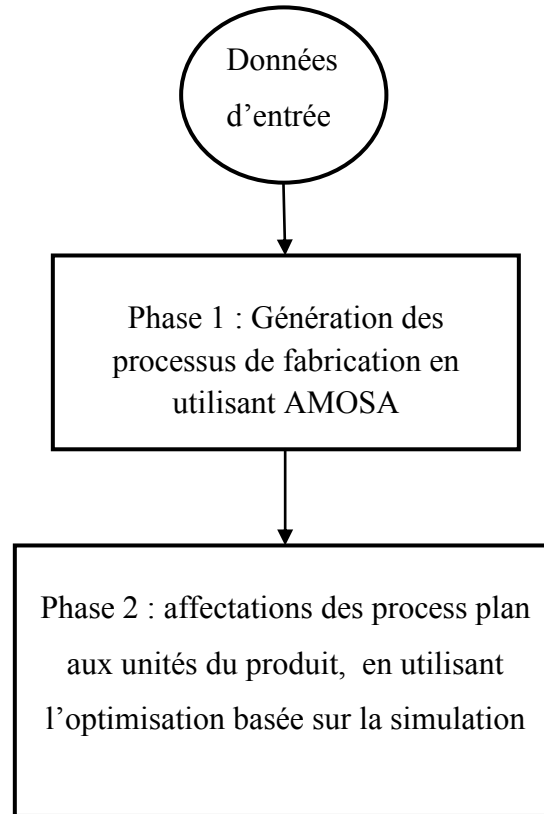 Données
d’entrée
Phase 1 : Génération des
processus de fabrication en
utilisant AMOSA
Phase 2 : affectations des process plan
aux unités du produit,  en utilisant
l’optimisation basée sur la simulation